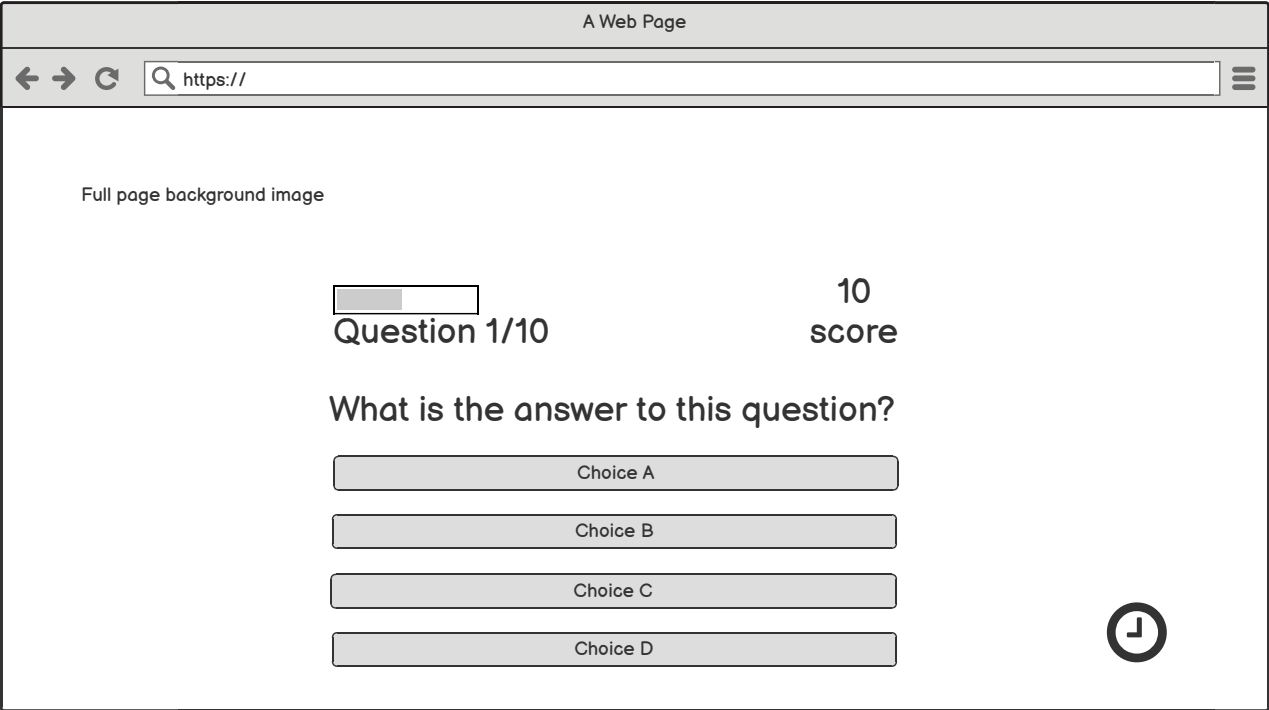 A Web Page
https://
Full page background image
10
Question 1/10
score
What is the answer to this question?
Choice A
Choice B
Choice C
Choice D